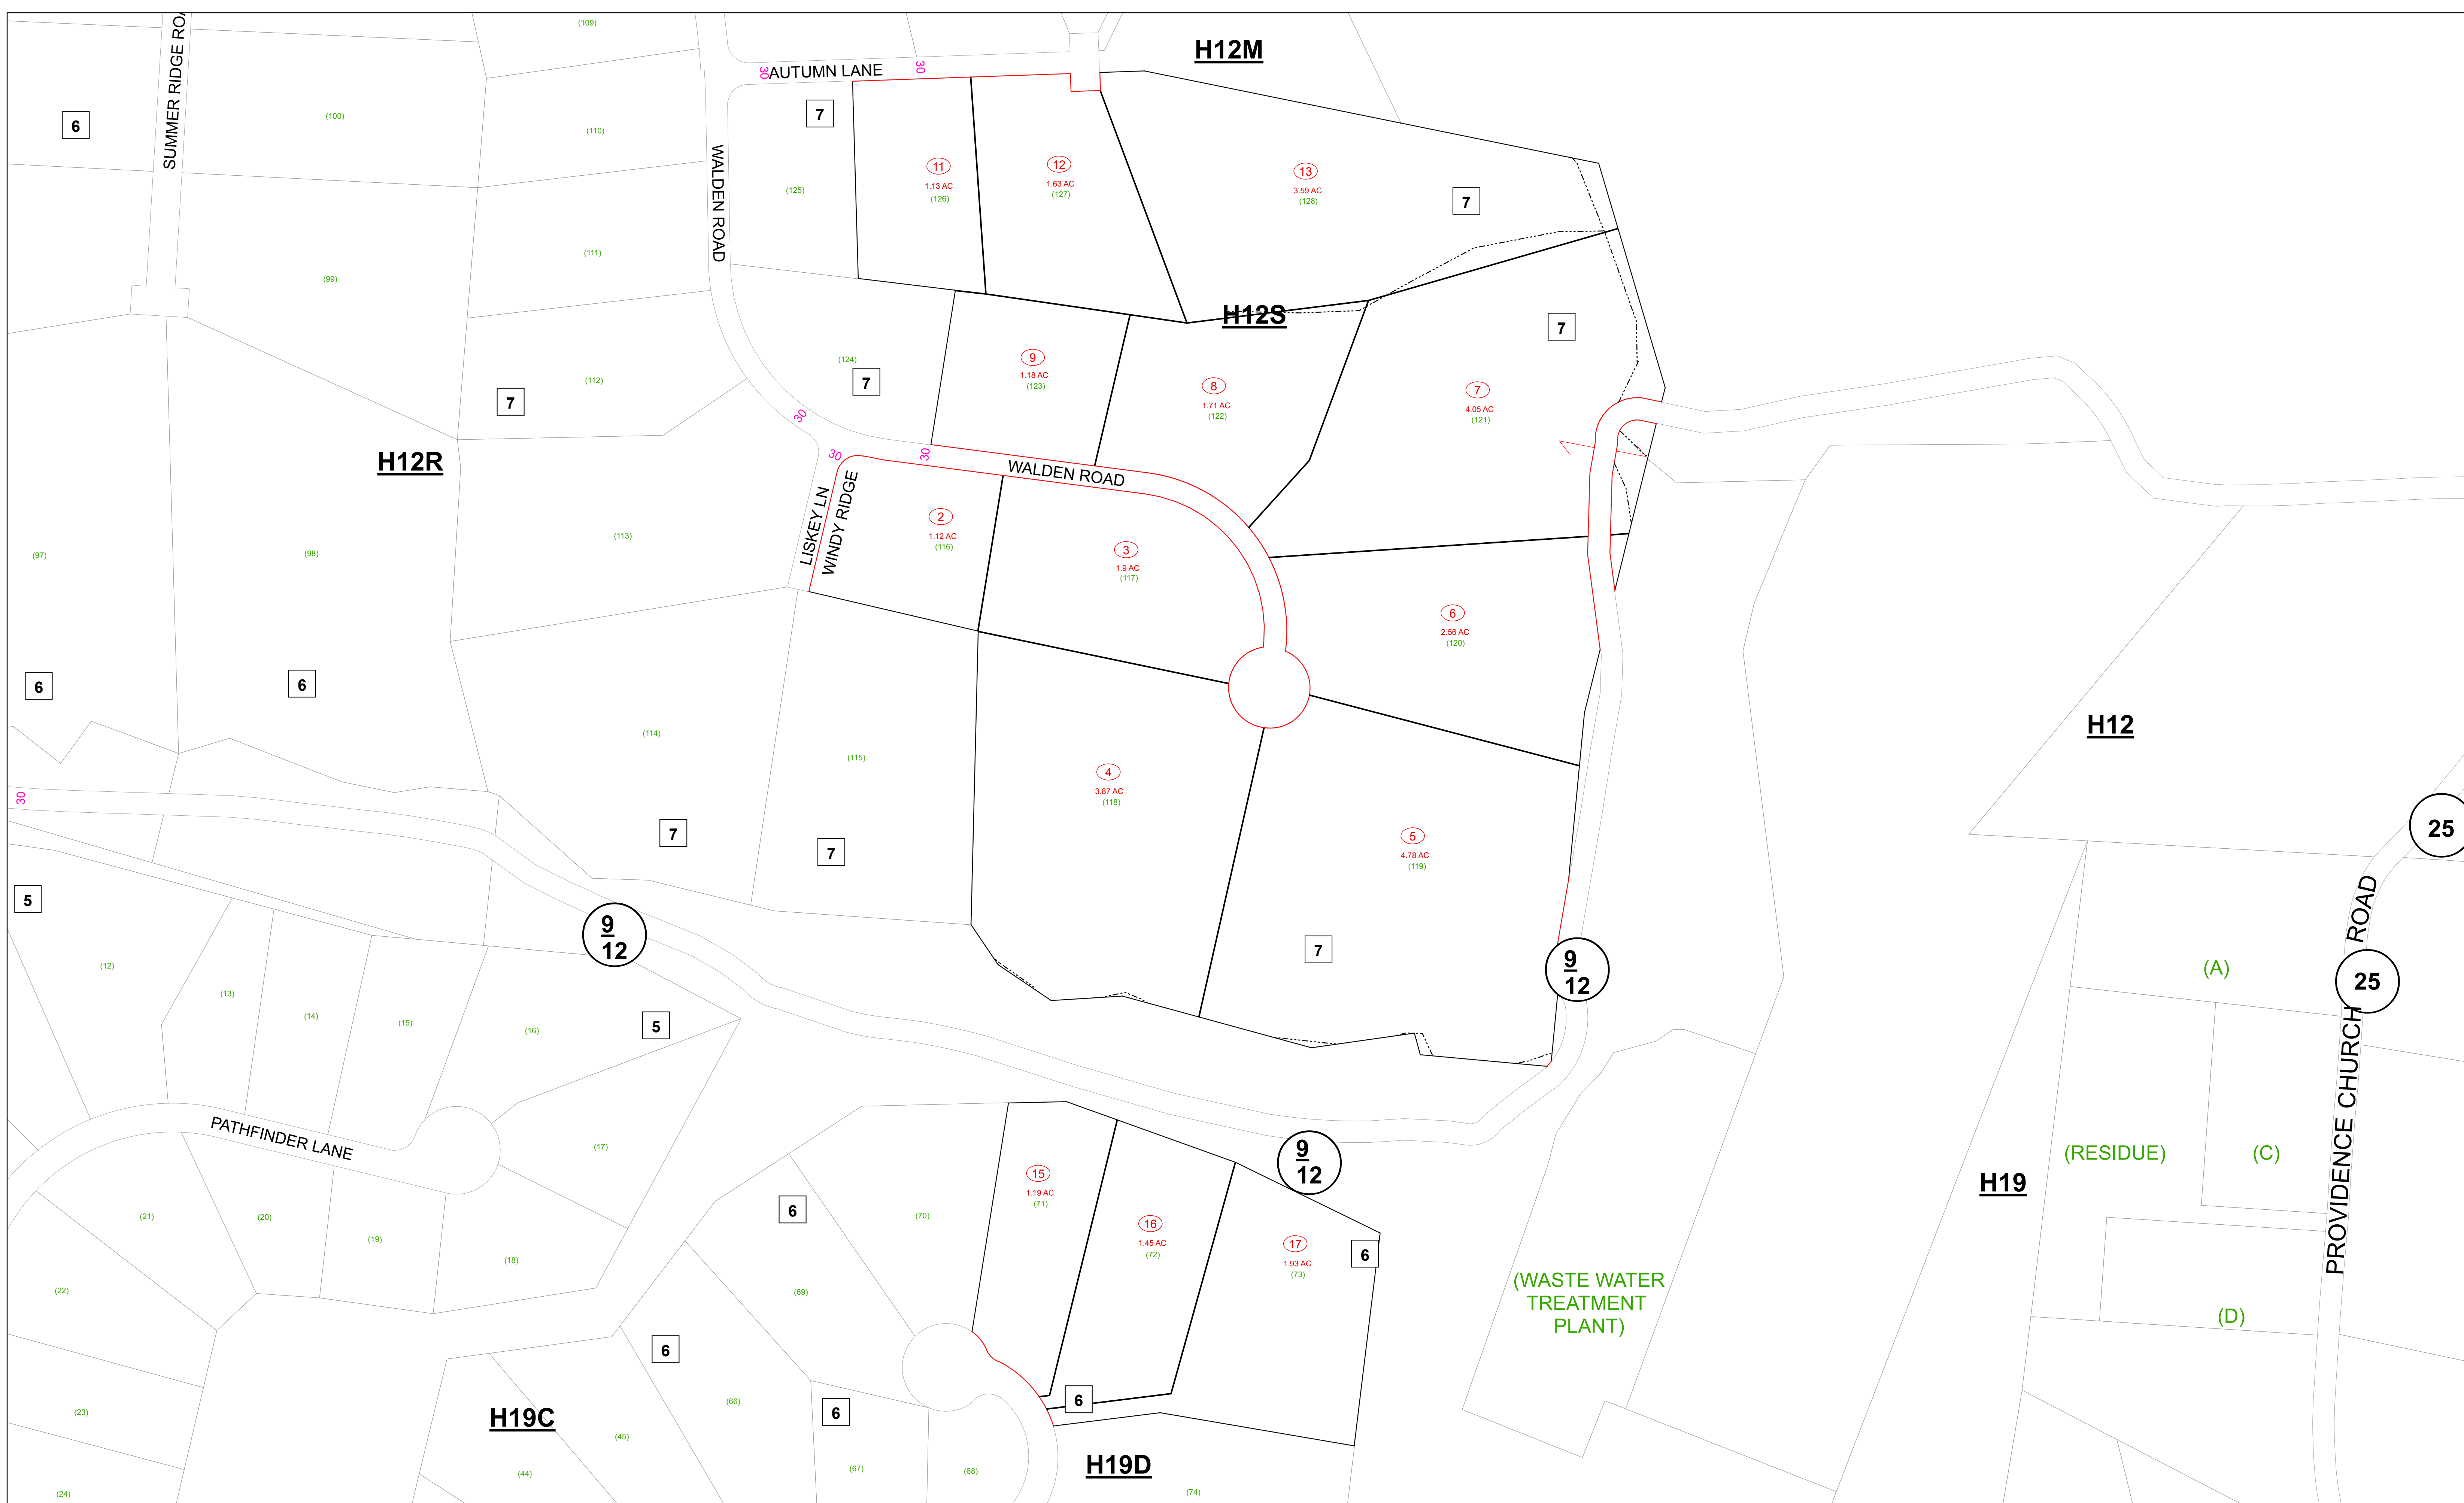 (109)
H12M
AUTUMN LANE
30
30
SUMMER RIDGE
6
(100)
(110)
7
WALDEN ROAD
11
1.13 AC
(126)
12
1.63 AC
(127)
13
3.59 AC
(128)
7
(125)
(99)
(111)
H12S
7
(112)
7
(124)
7
9
1.18 AC
(123)
8
1.71 AC
(122)
7
4.05 AC
(121)
30
30
30
WALDEN ROAD
H12R
LISKEY LN
WINDY RIDGE
2
1.12 AC
(116)
3
1.9 AC
(117)
(97)
(98)
(113)
6
2.56 AC
(120)
6
6
H12
(114)
(115)
4
3.87 AC
(118)
30
7
7
5
4.78 AC
(119)
25
5
9
12
7
9
12
PROVIDENCE CHURCH ROAD
25
(A)
(12)
(13)
(14)
(15)
(16)
5
PATHFINDER LANE
(17)
9
12
(RESIDUE)
(C)
15
1.19 AC
(71)
16
1.45 AC
(72)
17
1.93 AC
(73)
6
H19
6
(70)
(21)
(20)
(19)
(18)
(22)
(69)
(WASTE WATER
TREATMENT
PLANT)
(D)
6
(66)
6
6
(23)
H19C
(45)
(44)
(67)
(68)
H19D
(24)
(74)